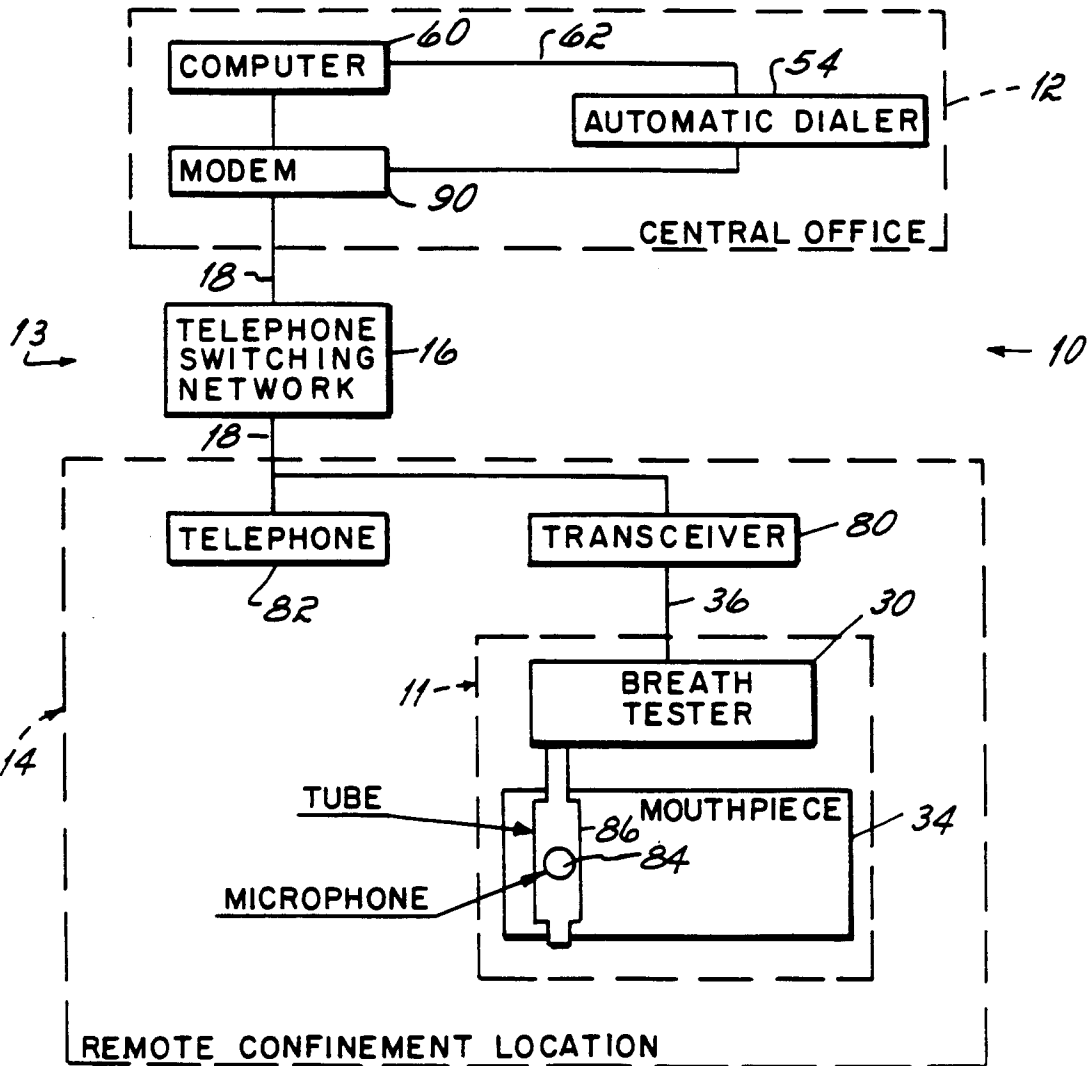 60
62
COMPUTER
54
12
AUTOMATIC DIALER
MODEM
90
CENTRAL OFFICE
18
13
TELEPHONE
SWITCHING
NETWORK
16
10
18
TELEPHONE
TRANSCEIVER
80
82
36
30
11
BREATH
TESTER
14
TUBE
MOUTHPIECE
86
34
84
MICROPHONE
REMOTE CONFINEMENT LOCATION